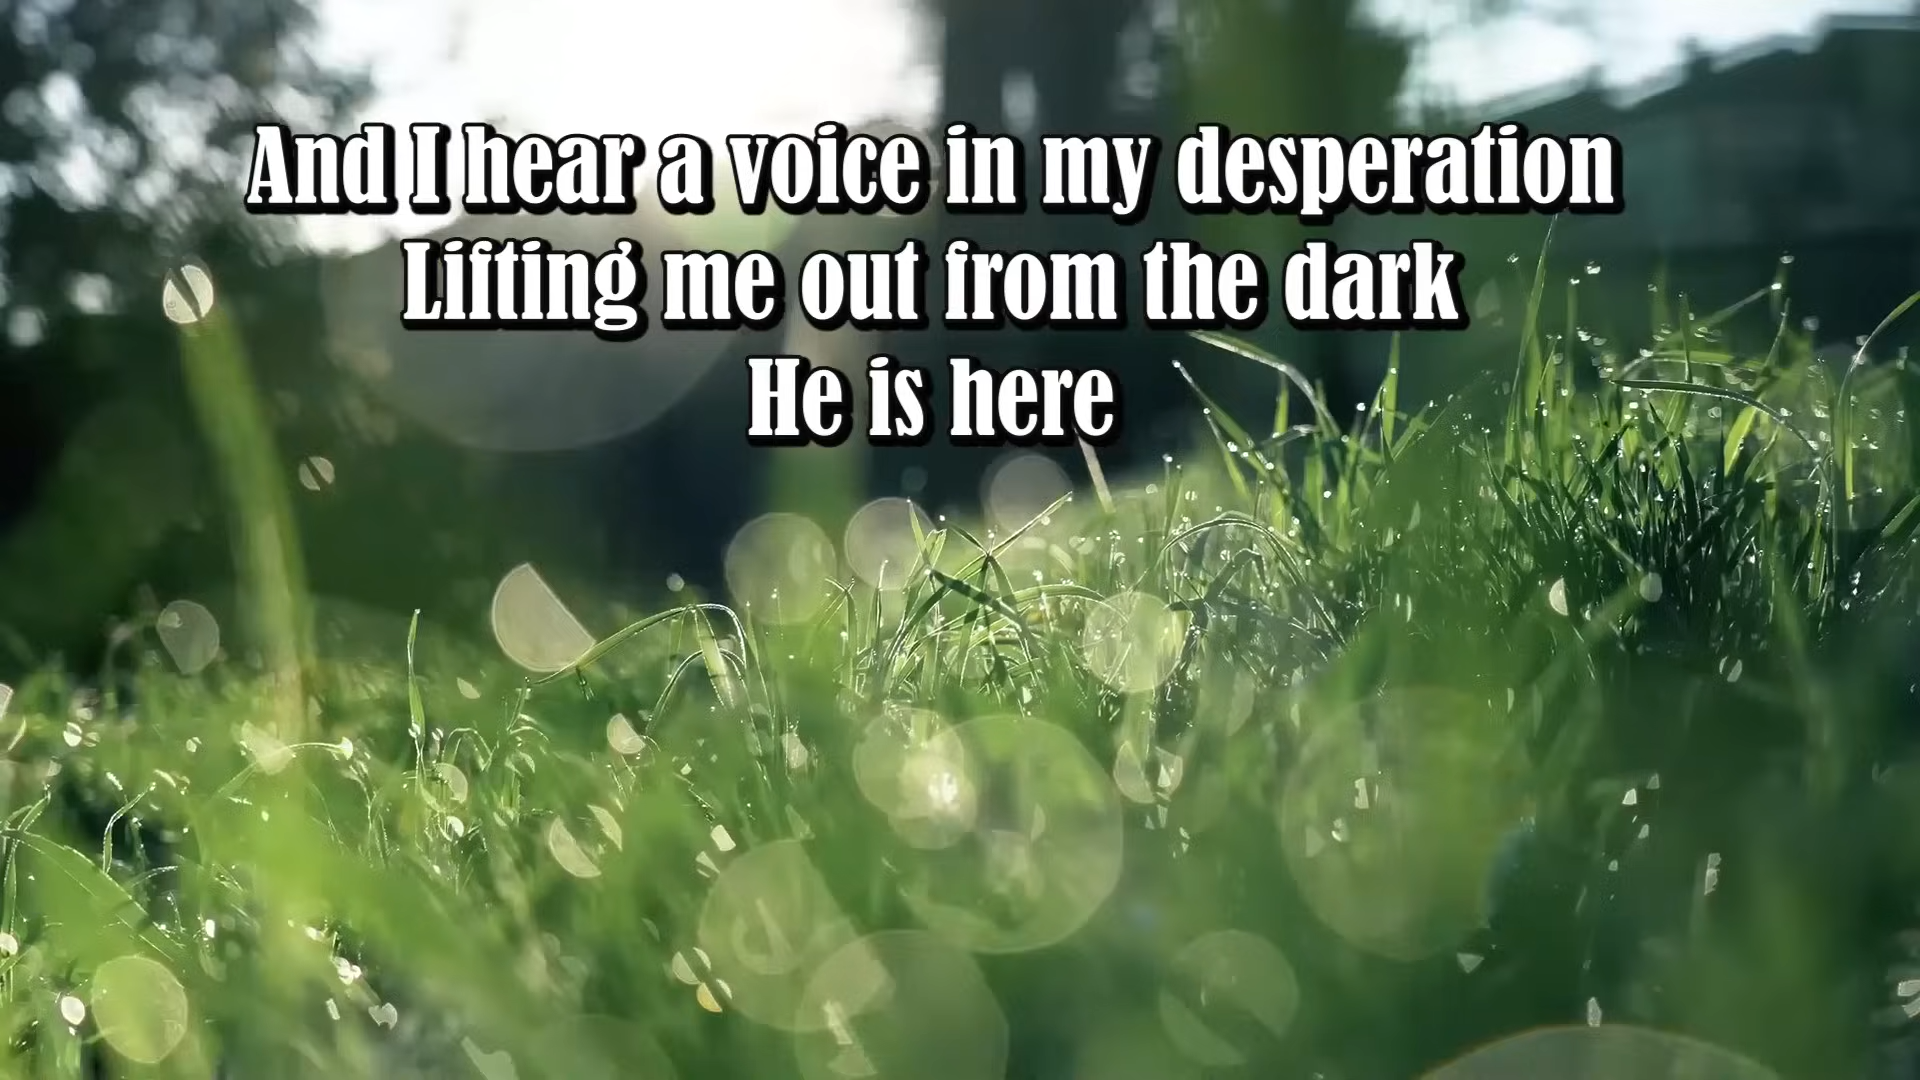 And I hear a voice in my desperation
Lifting me out from the dark
He is here